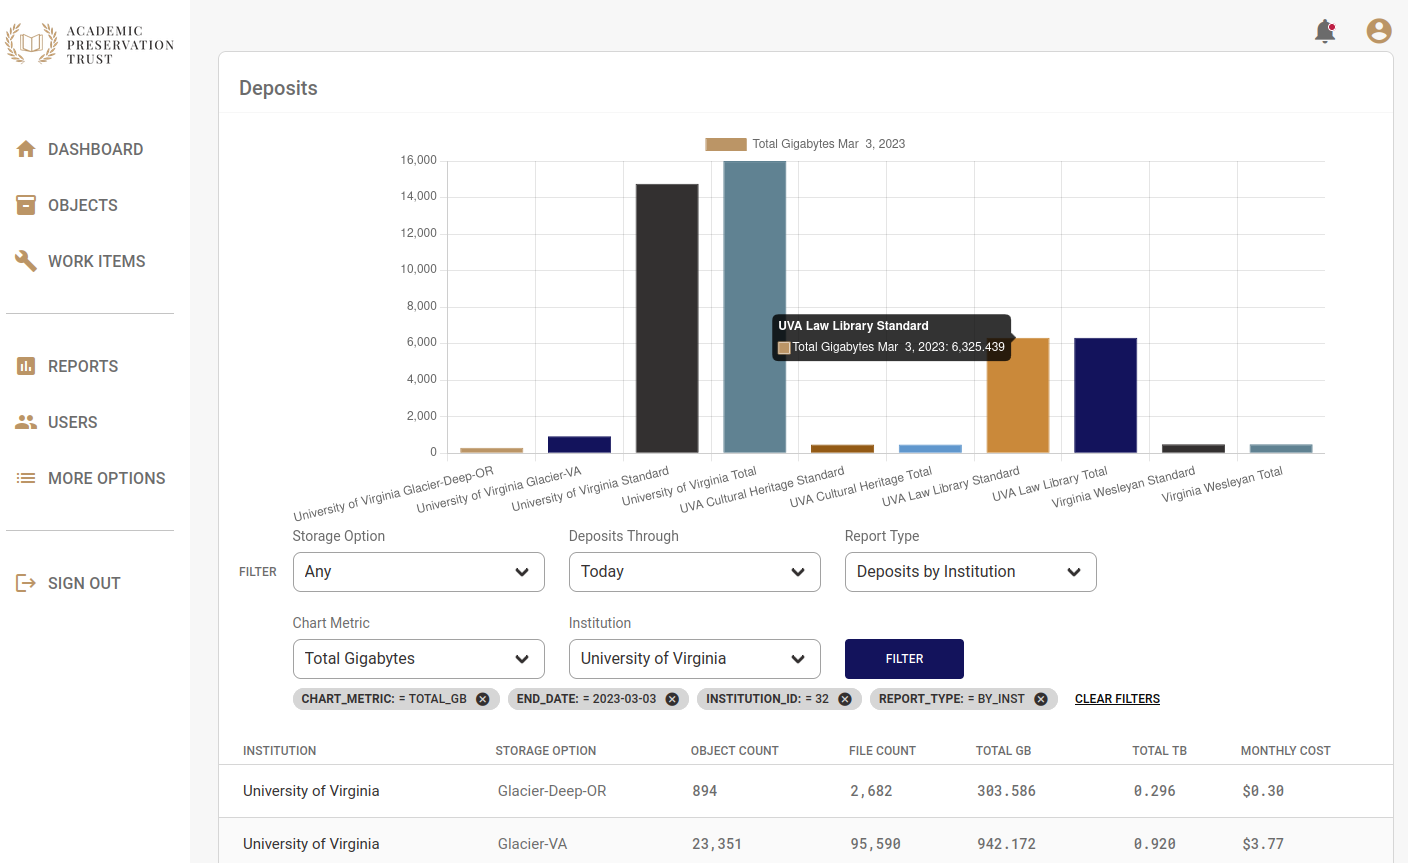 ACADEMIC
PRESERVATION
TRUST
DASHBOARD
OBJECTS
WORK ITEMS
REPORTS
USERS
MORE OPTIONS
SIGN OUT
Deposits
Total Gigabytes Mar 3, 2023
16,000
14,000
12,000
10,000
8,000
6,000
4,000
2,000
0
UVA Law Library Standard
Total Gigabytes Mar 3, 2023: 6,325.439
University of Virginia Glacier-Deep-OR
University of Virginia Glacier-VA
University of Virginia Standard
University of Virginia Total
UVA Cultural Heritage Standard
UVA Cultural Heritage Total
UVA Law Library Standard
UVA Law Library Total
Virginia Wesleyan Standard
Virginia Wesleyan Total
Storage Option Deposits Through Report Type
FILTER Any Today Deposits by Institution
Chart Metric Institution
Total Gigabytes University of Virginia FILTER
CHART_METRIC: = TOTAL_GB END_DATE: = 2023-03-03 INSTITUTION_ID: = 32 REPORT_TYPE: = BY_INST CLEAR FILTERS
INSTITUTION STORAGE OPTION OBJECT COUNT FILE COUNT TOTAL GB TOTAL TB MONTHLY COST
University of Virginia Glacier-Deep-OR 894 2,682 303.586 0.296 $0.30
University of Virginia Glacier-VA 23,351 95,590 942.172 0.920 $3.77